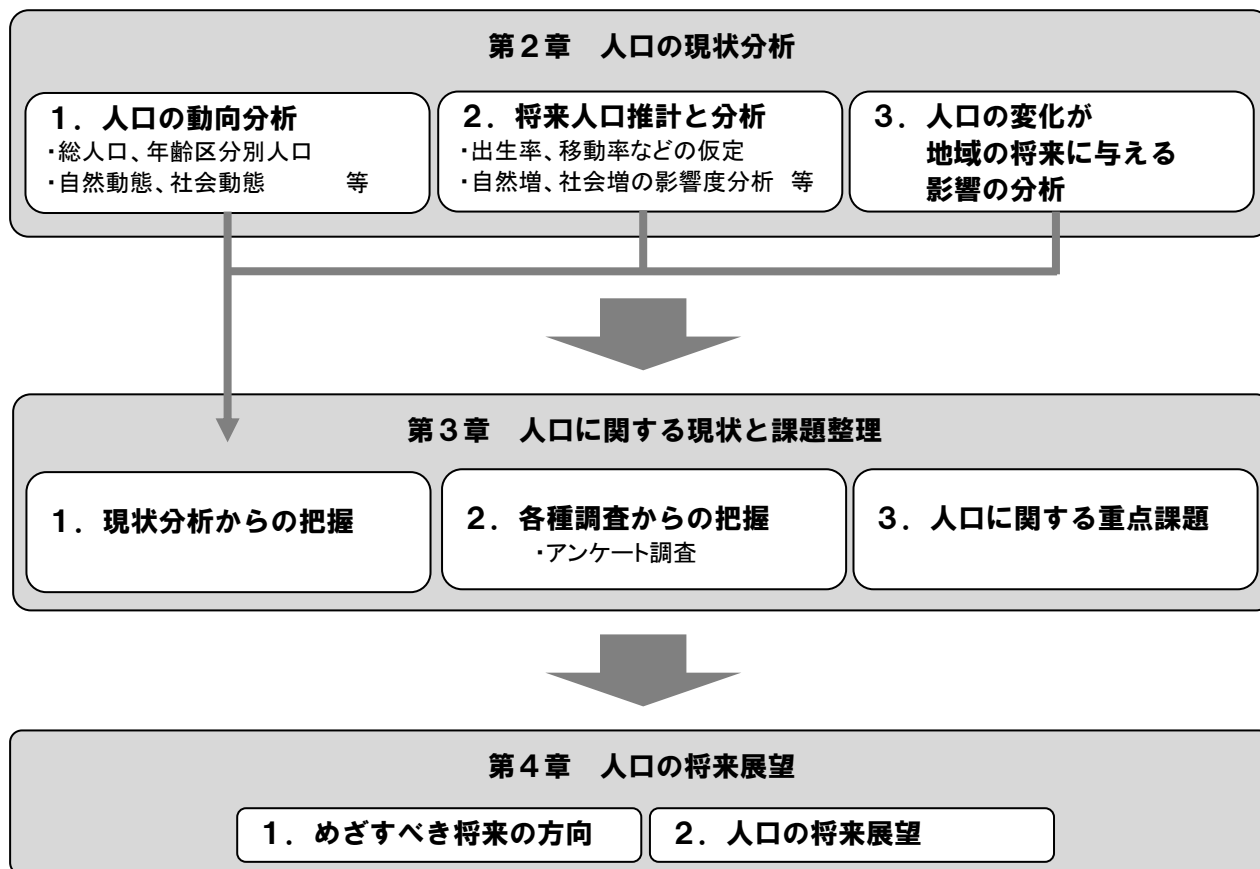 第２章　人口の現状分析
１．人口の動向分析
・総人口、年齢区分別人口
・自然動態、社会動態　　　　等
２．将来人口推計と分析
・出生率、移動率などの仮定
・自然増、社会増の影響度分析　等
３．人口の変化が
地域の将来に与える
影響の分析
第３章　人口に関する現状と課題整理
１．現状分析からの把握
２．各種調査からの把握
・アンケート調査
３．人口に関する重点課題
第４章　人口の将来展望
１．めざすべき将来の方向
２．人口の将来展望